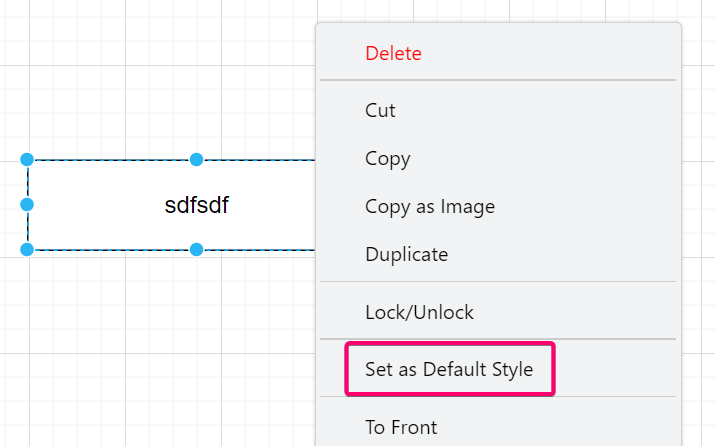 Delete
Cut
Copy
sdfsdf
Copy as Image
Duplicate
Lock/Unlock
Set as Default Style
To Front